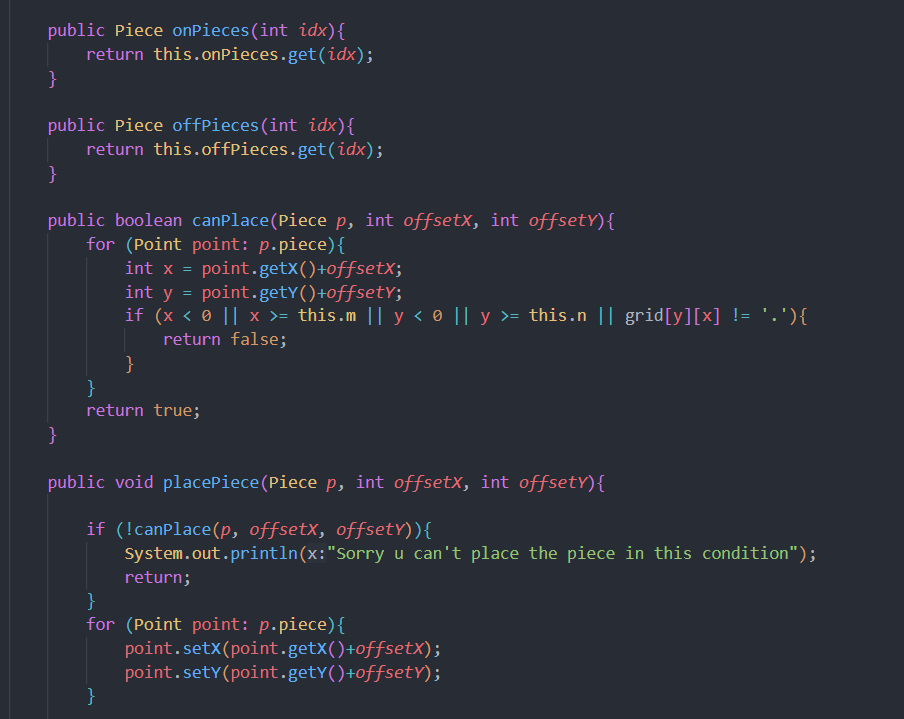 public Piece onPieces(int idx){
return this.onPieces.get(idx);
}
public Piece offPieces(int idx){
return this.offPieces.get(idx);
}
public boolean canPlace(Piece p, int offsetX, int offsetY){
for (Point point: p.piece){
int x = point.getX()+offsetX;
int y = point.getY()+offsetY;
if (x < 0 || x >= this.m || y < 0 || y >= this.n || grid[y][x] != '.'){
return false;
}
}
return true;
}
public void placePiece(Piece p, int offsetX, int offsetY){
if (!canPlace(p, offsetX, offsetY)){
System.out.println(x:"Sorry u can't place the piece in this condition");
return;
}
for (Point point: p.piece){
point.setX(point.getX()+offsetX);
point.setY(point.getY()+offsetY);
}